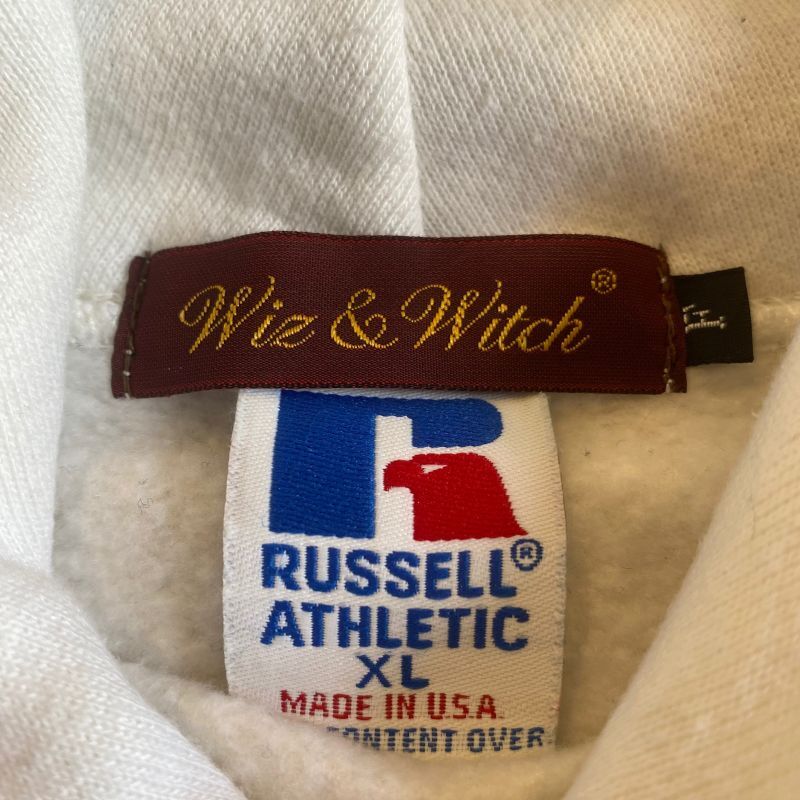 Wiz & Witch®
RUSSELL®
ATHLETIC
XL
MADE IN U.S.A.
CONTENT OVER